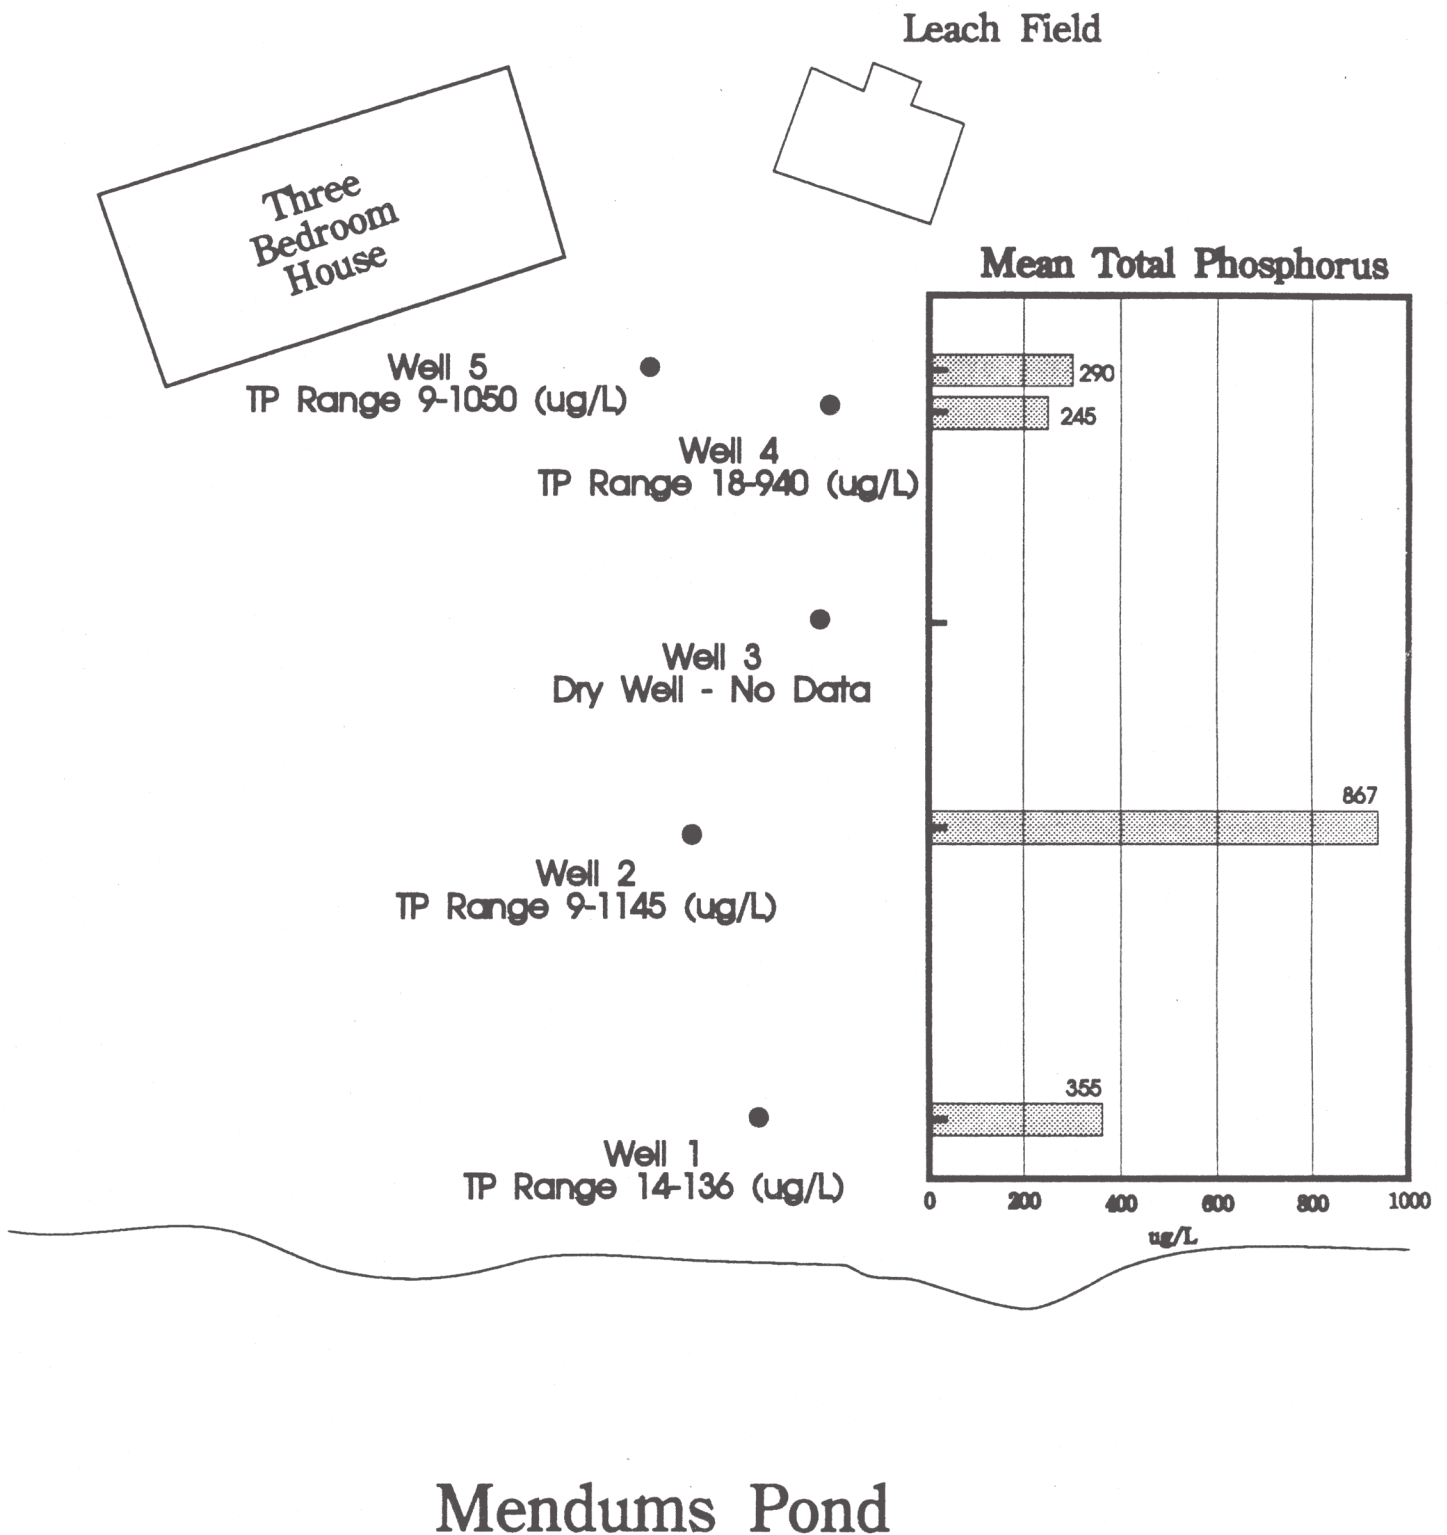 Leach Field
Three
Bedroom
House
Mean Total Phosphorus
Well 5
TP Range 9-1050 (ug/L)
290
245
Well 4
TP Range 18-940 (ug/L)
Well 3
Dry Well - No Data
867
Well 2
TP Range 9-1145 (ug/L)
355
Well 1
TP Range 14-136 (ug/L)
0 200 400 600 800 1000
ug/L
Mendums Pond